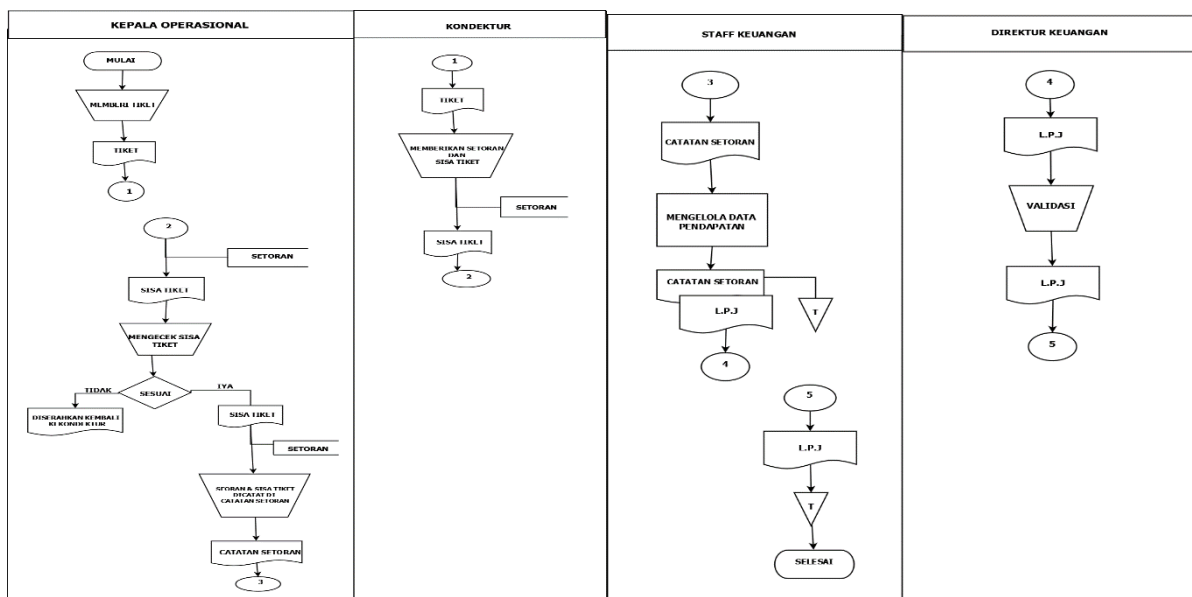 KEPALA OPERASIONAL
MULAI
MEMBERI TIKET
TIKET
1
2
SETORAN
SISA TIKET
MENGECEK SISA
TIKET
SESUAI
TIDAK
IYA
DISERAHKAN KEMBALI
KE KONDEKTUR
SISA TIKET
SETORAN
SEORAN & SISA TIKET
DICATAT DI
CATATAN SETORAN
CATATAN SETORAN
3
KONDEKTUR
1
TIKET
MEMBERIKAN SETORAN
DAN
SISA TIKET
SETORAN
SISA TIKET
2
STAFF KEUANGAN
3
CATATAN SETORAN
MENGELOLA DATA
PENDAPATAN
CATATAN SETORAN
L.P.J
T
4
5
L.P.J
T
SELESAI
DIREKTUR KEUANGAN
4
L.P.J
VALIDASI
L.P.J
5